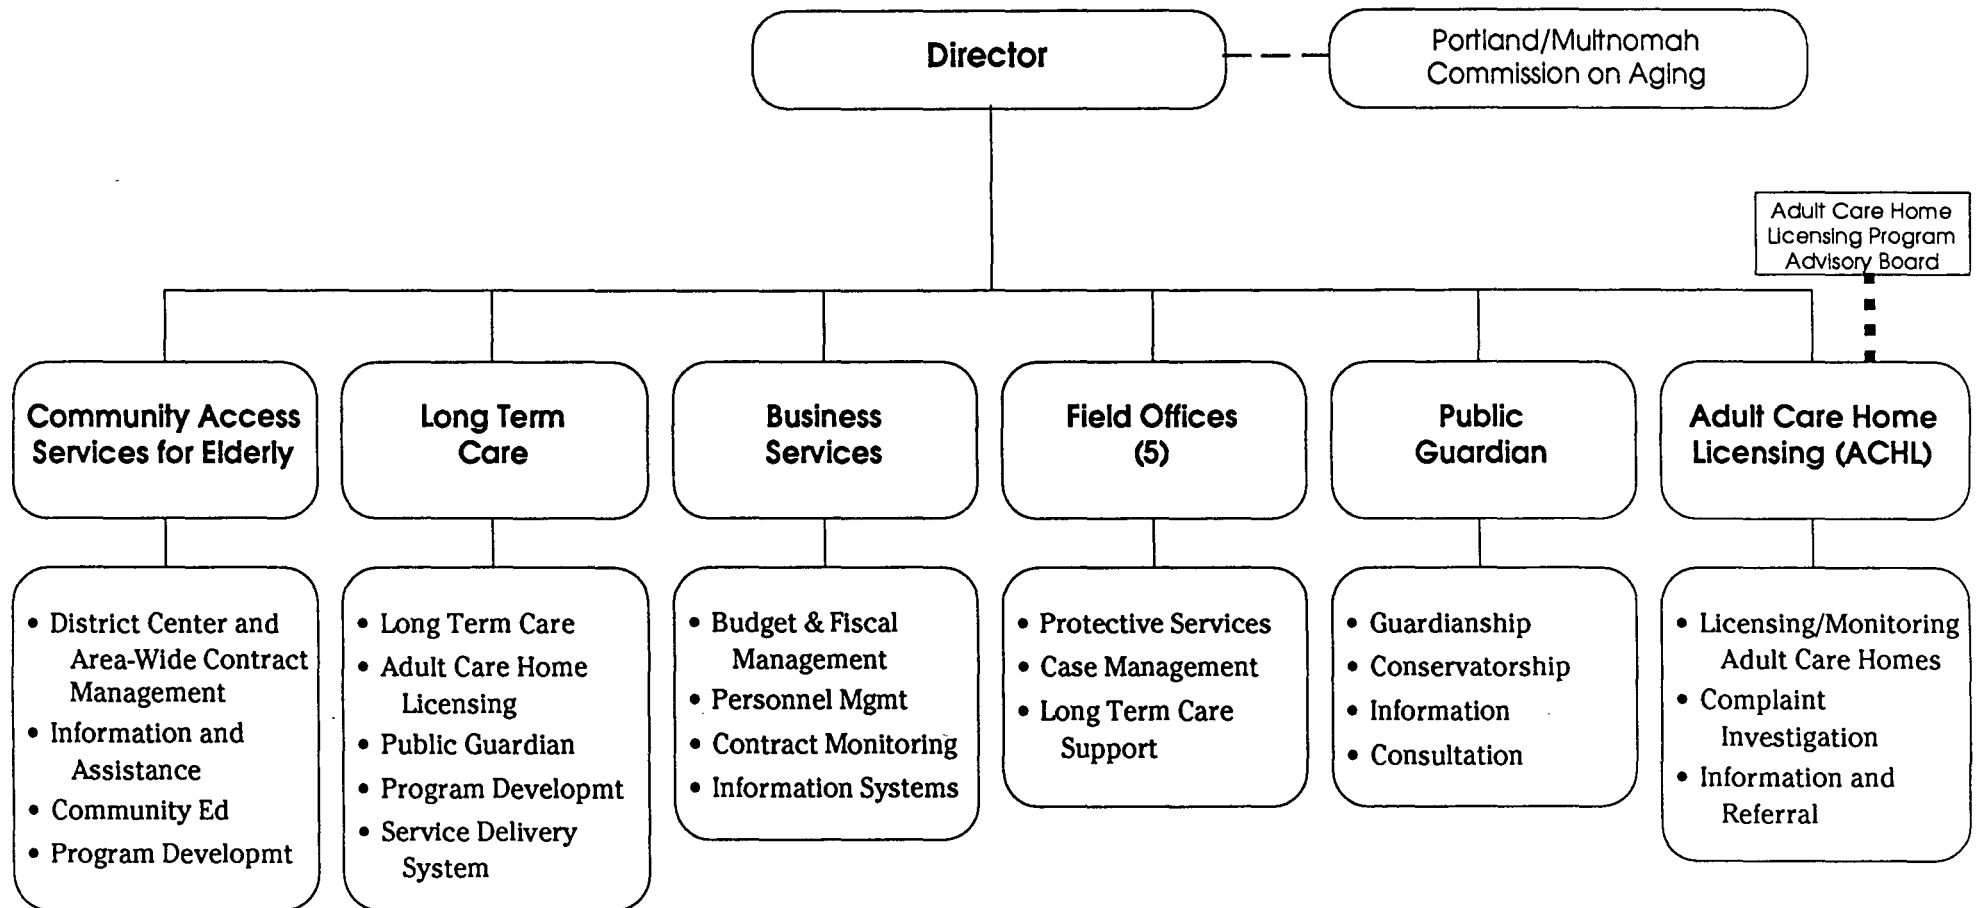 Director
Portland/Multnomah
Commission on Aging
Adult Care Home
Licensing Program
Advisory Board
Community Access
Services for Elderly
Long Term
Care
Business
Services
Field Offices
(5)
Public
Guardian
Adult Care Home
Licensing (ACHL)
• District Center and
Area-Wide Contract
Management
• Information and
Assistance
• Community Ed
• Program Developmt
• Long Term Care
• Adult Care Home
Licensing
• Public Guardian
• Program Developmt
• Service Delivery
System
• Budget & Fiscal
Management
• Personnel Mgmt
• Contract Monitoring
• Information Systems
• Protective Services
• Case Management
• Long Term Care
Support
• Guardianship
• Conservatorship
• Information
• Consultation
• Licensing/Monitoring
Adult Care Homes
• Complaint
Investigation
• Information and
Referral